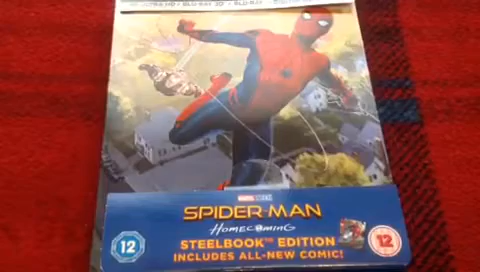 4K ULTRA HD • BLU-RAY 3D • BLU-RAY
MARVEL STUDIOS
SPIDER-MAN
HOMECOMING
STEELBOOK™ EDITION
INCLUDES ALL-NEW COMIC!
12
12